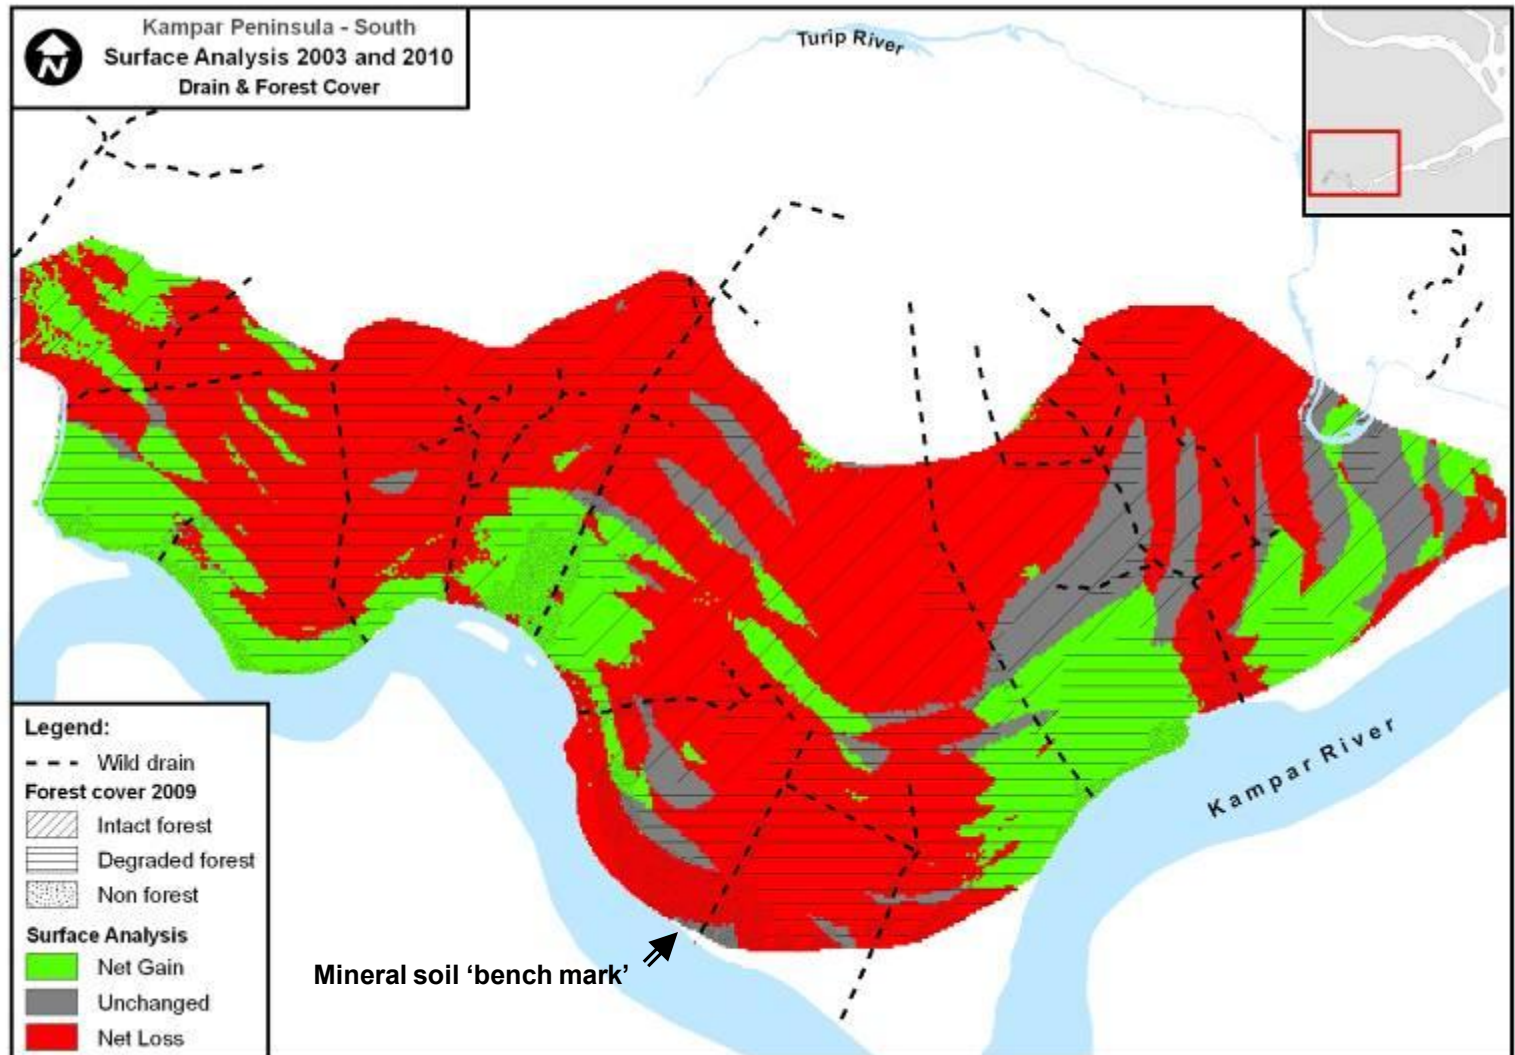 Kampar Peninsula - South
Surface Analysis 2003 and 2010
Drain & Forest Cover
N
Turip River
Kampar River
Mineral soil ‘bench mark’
Legend:
Wild drain
Forest cover 2009
Intact forest
Degraded forest
Non forest
Surface Analysis
Net Gain
Unchanged
Net Loss